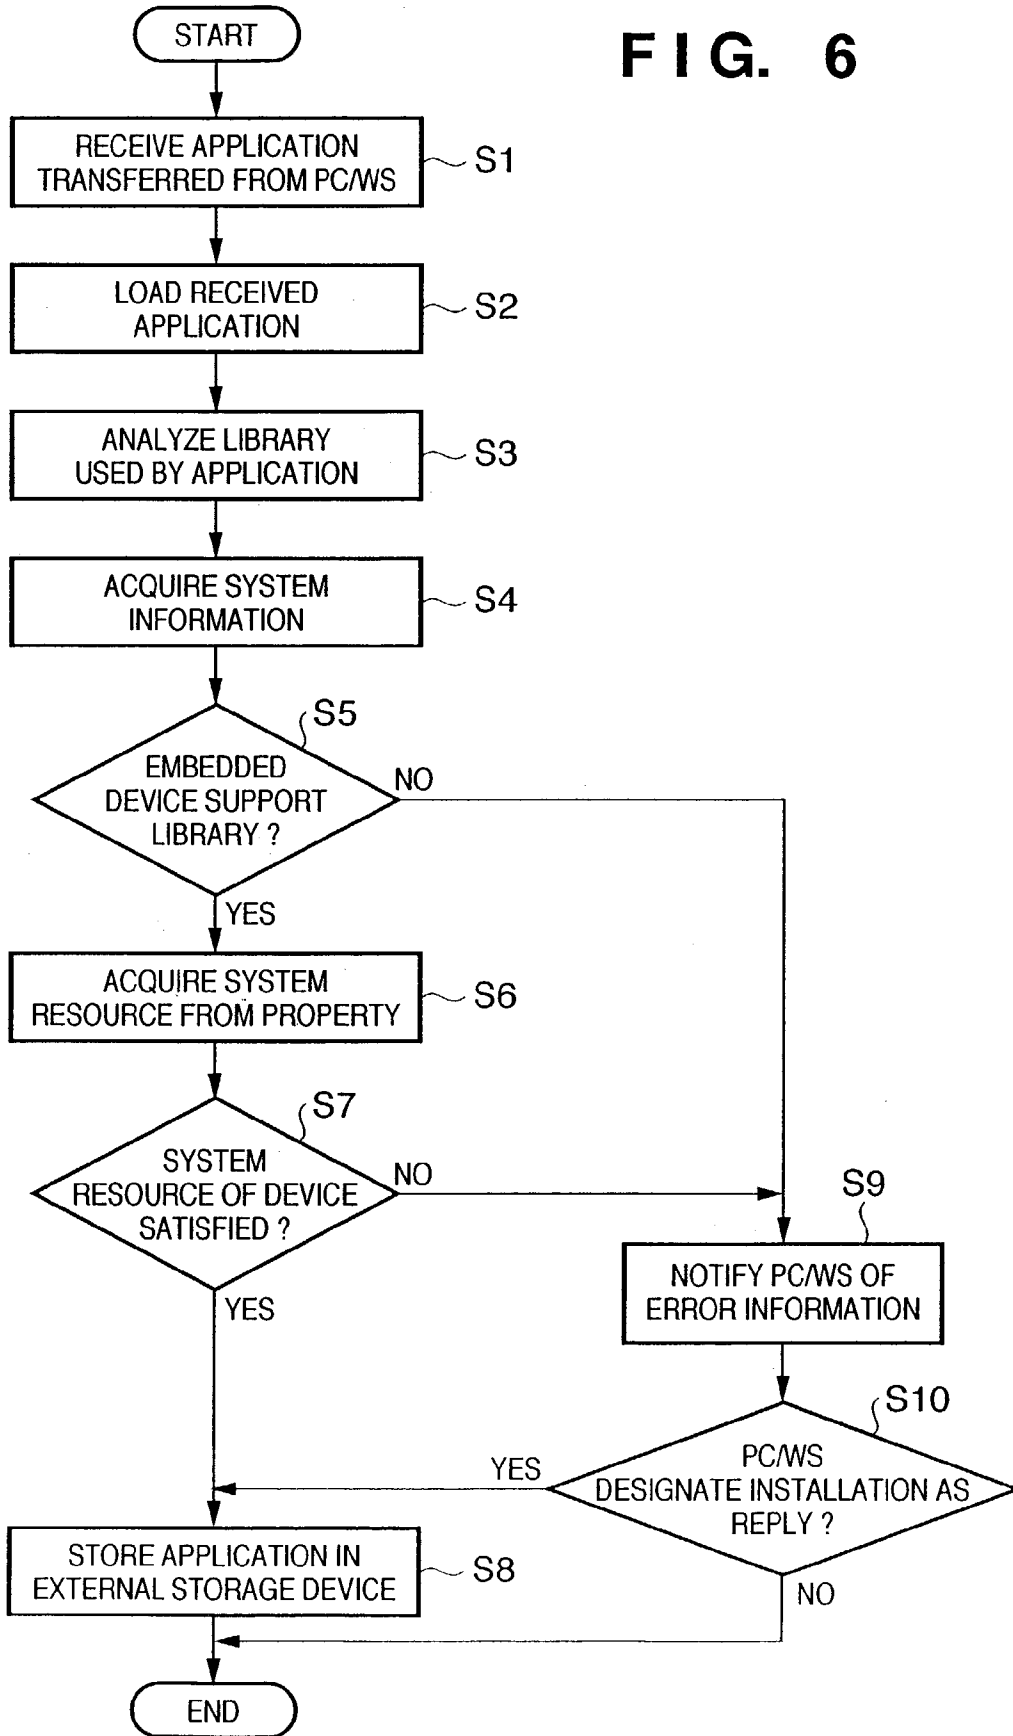 START
FIG. 6
RECEIVE APPLICATION
TRANSFERRED FROM PC/WS
S1
LOAD RECEIVED
APPLICATION
S2
ANALYZE LIBRARY
USED BY APPLICATION
S3
ACQUIRE SYSTEM
INFORMATION
S4
S5
EMBEDDED
DEVICE SUPPORT
LIBRARY ?
NO
YES
ACQUIRE SYSTEM
RESOURCE FROM PROPERTY
S6
S7
SYSTEM
RESOURCE OF DEVICE
SATISFIED ?
NO
YES
S9
NOTIFY PC/WS OF
ERROR INFORMATION
S10
PC/WS
DESIGNATE INSTALLATION AS
REPLY ?
YES
NO
STORE APPLICATION IN
EXTERNAL STORAGE DEVICE
S8
END